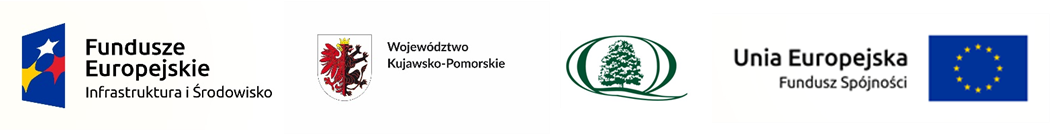 Fundusze
Europejskie
Infrastruktura i Środowisko
Województwo
Kujawsko-Pomorskie
Unia Europejska
Fundusz Spójności